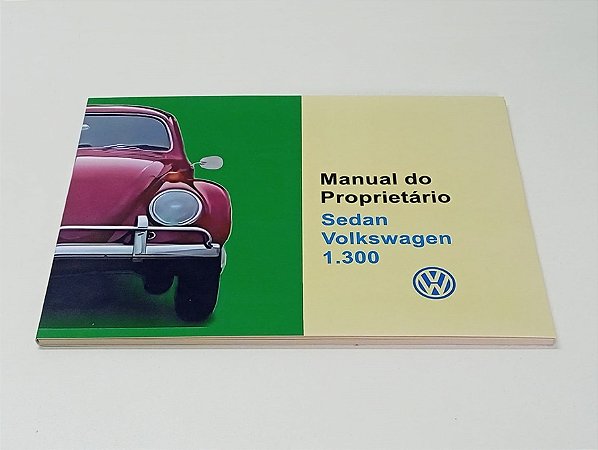 Manual do
Proprietário
Sedan
Volkswagen
1.300
VW